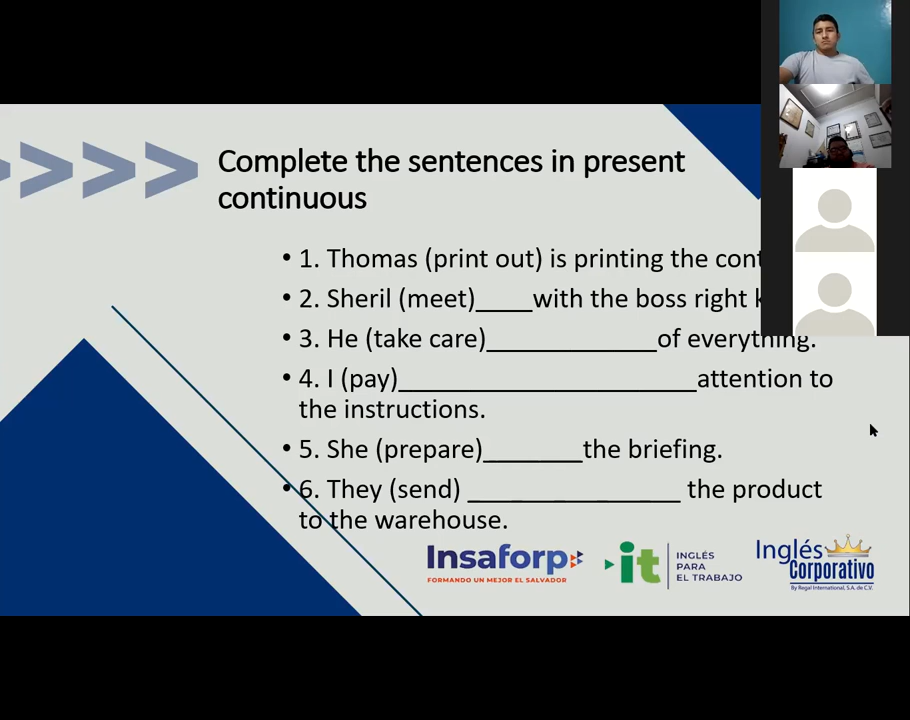 Complete the sentences in present
continuous
• 1. Thomas (print out) is printing the
• 2. Sheril (meet)____with the boss right
• 3. He (take care)____________of everything.
• 4. I (pay)_____________________attention to
the instructions.
• 5. She (prepare)_______the briefing.
• 6. They (send) _______________ the product
to the warehouse.
Insaforp
FORMANDO UN MEJOR EL SALVADOR
it
INGLÉS
PARA
EL TRABAJO
Inglés
Corporativo
By Regal International, S.A. de C.V.